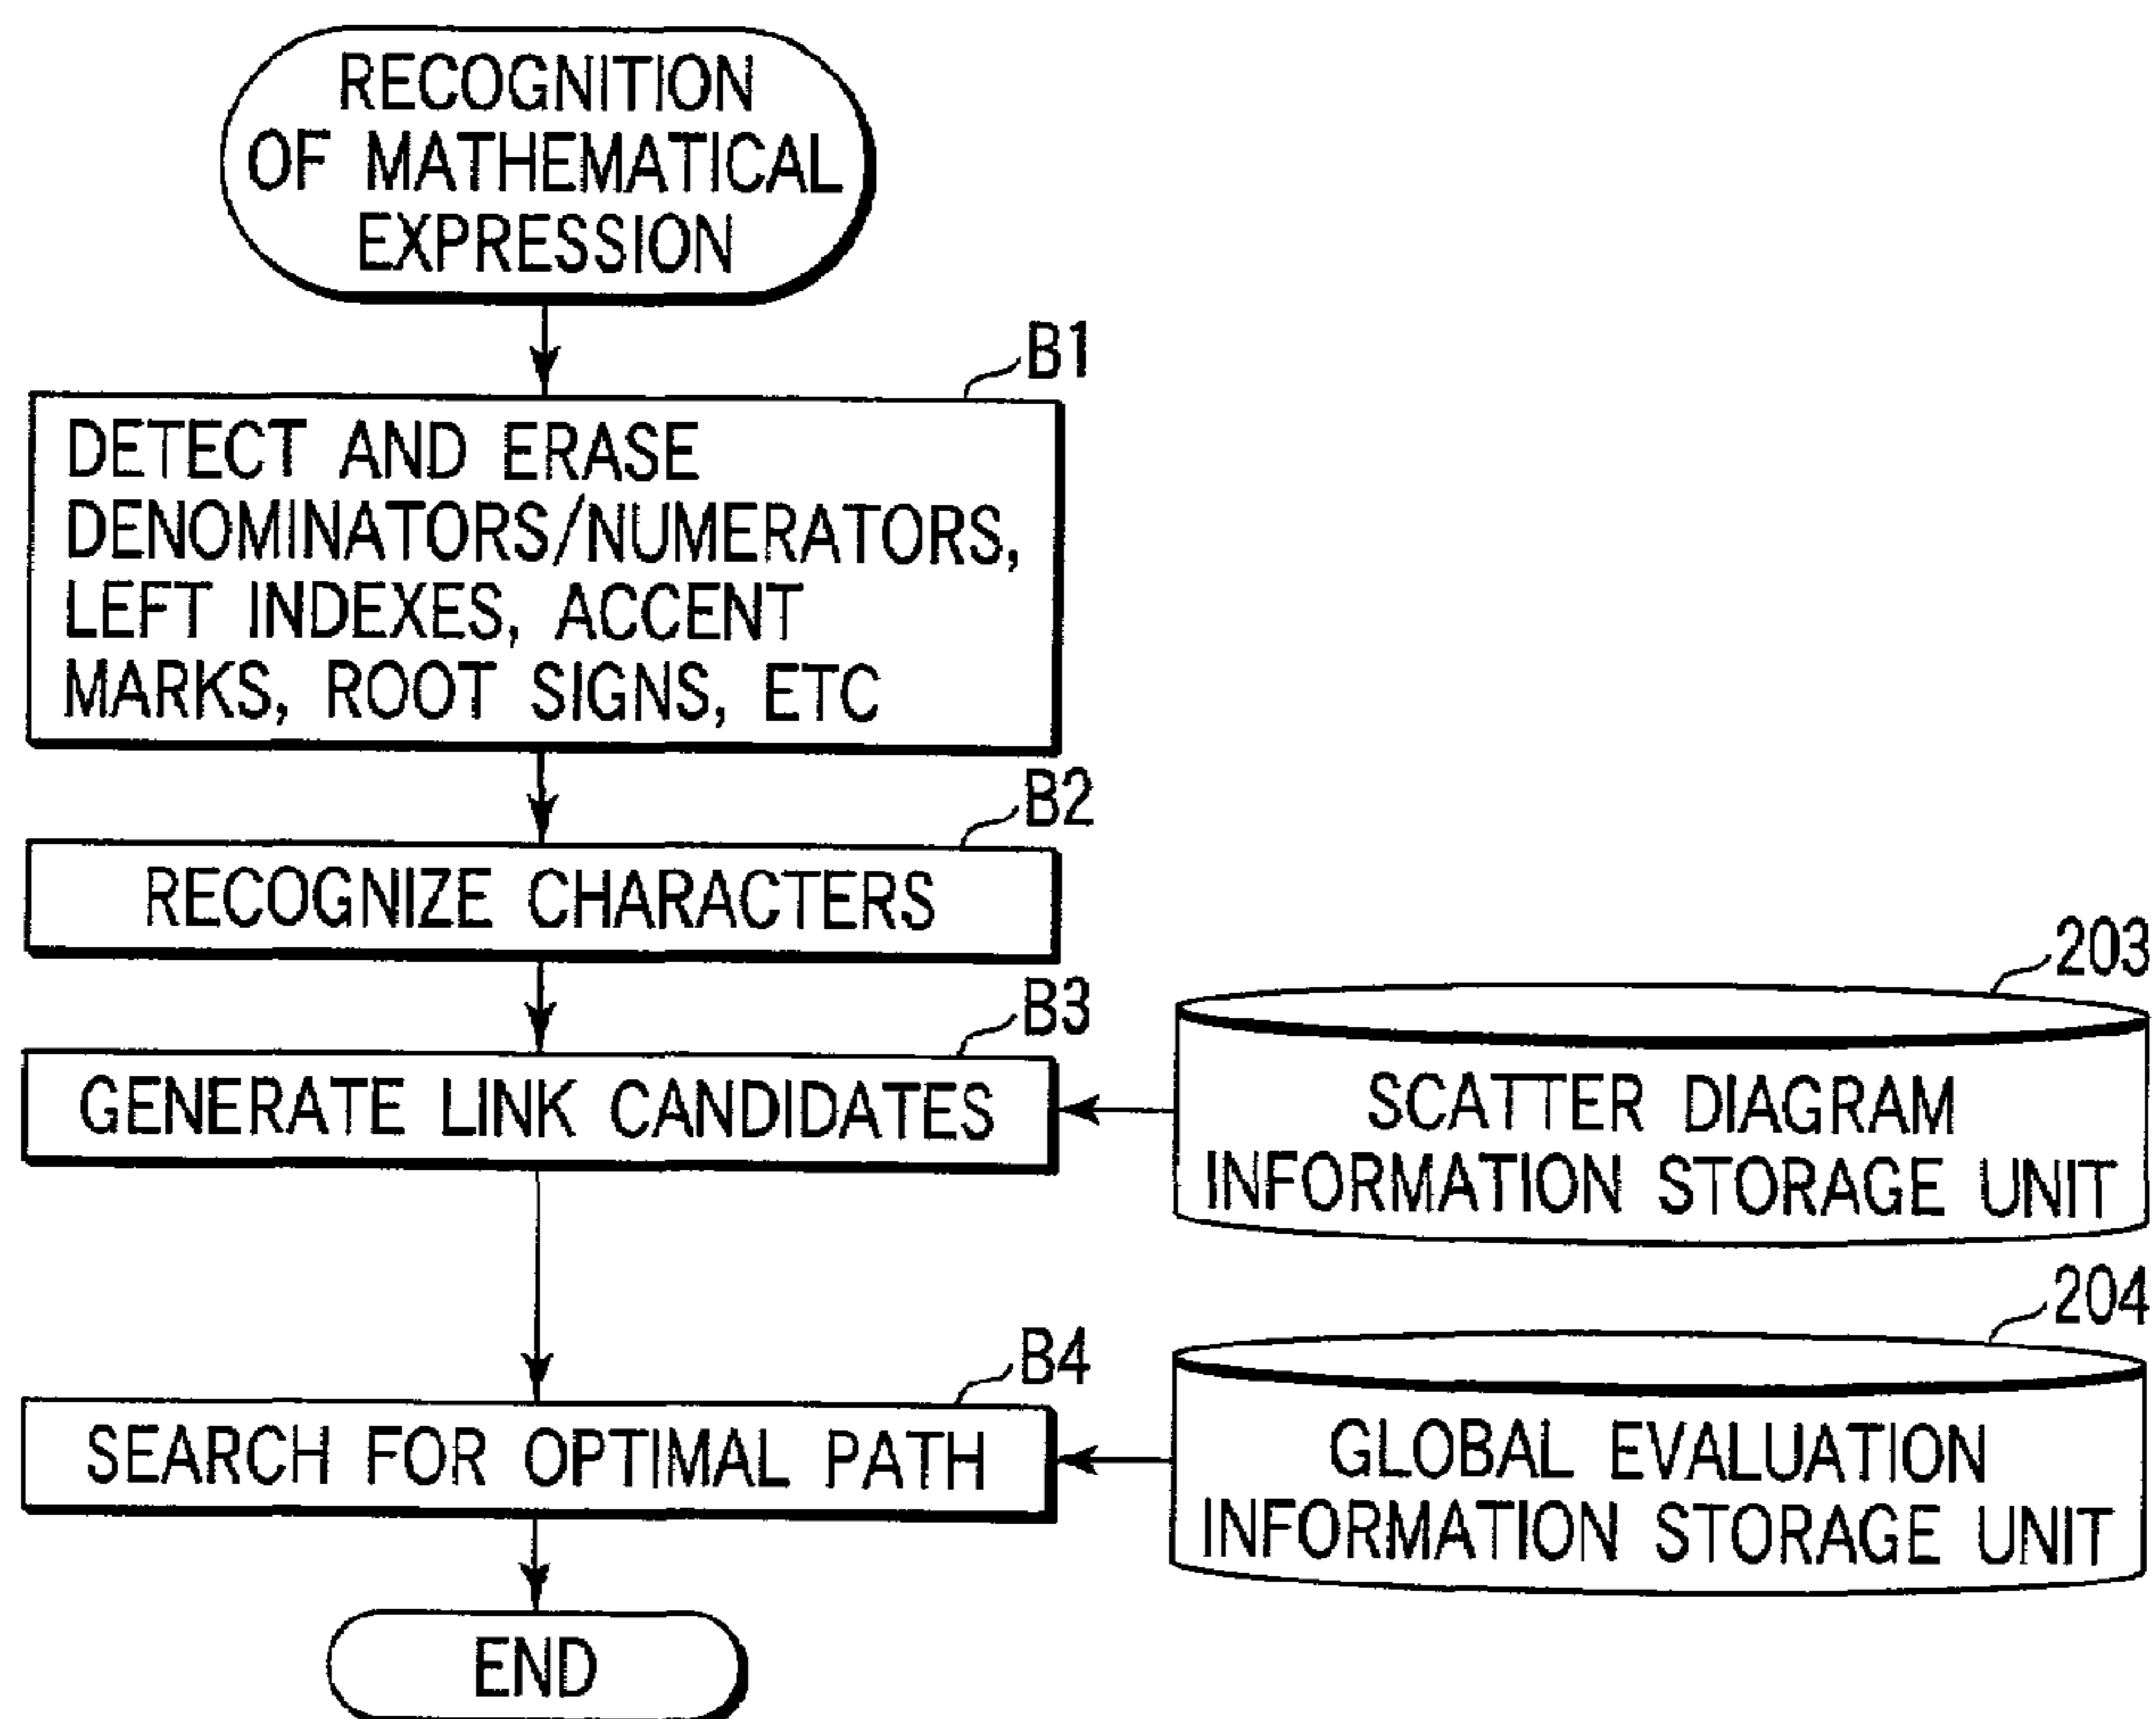 RECOGNITION
OF MATHEMATICAL
EXPRESSION
B1
DETECT AND ERASE
DENOMINATORS/NUMERATORS,
LEFT INDEXES, ACCENT
MARKS, ROOT SIGNS, ETC
B2
RECOGNIZE CHARACTERS
B3
GENERATE LINK CANDIDATES
203
SCATTER DIAGRAM
INFORMATION STORAGE UNIT
B4
SEARCH FOR OPTIMAL PATH
204
GLOBAL EVALUATION
INFORMATION STORAGE UNIT
END